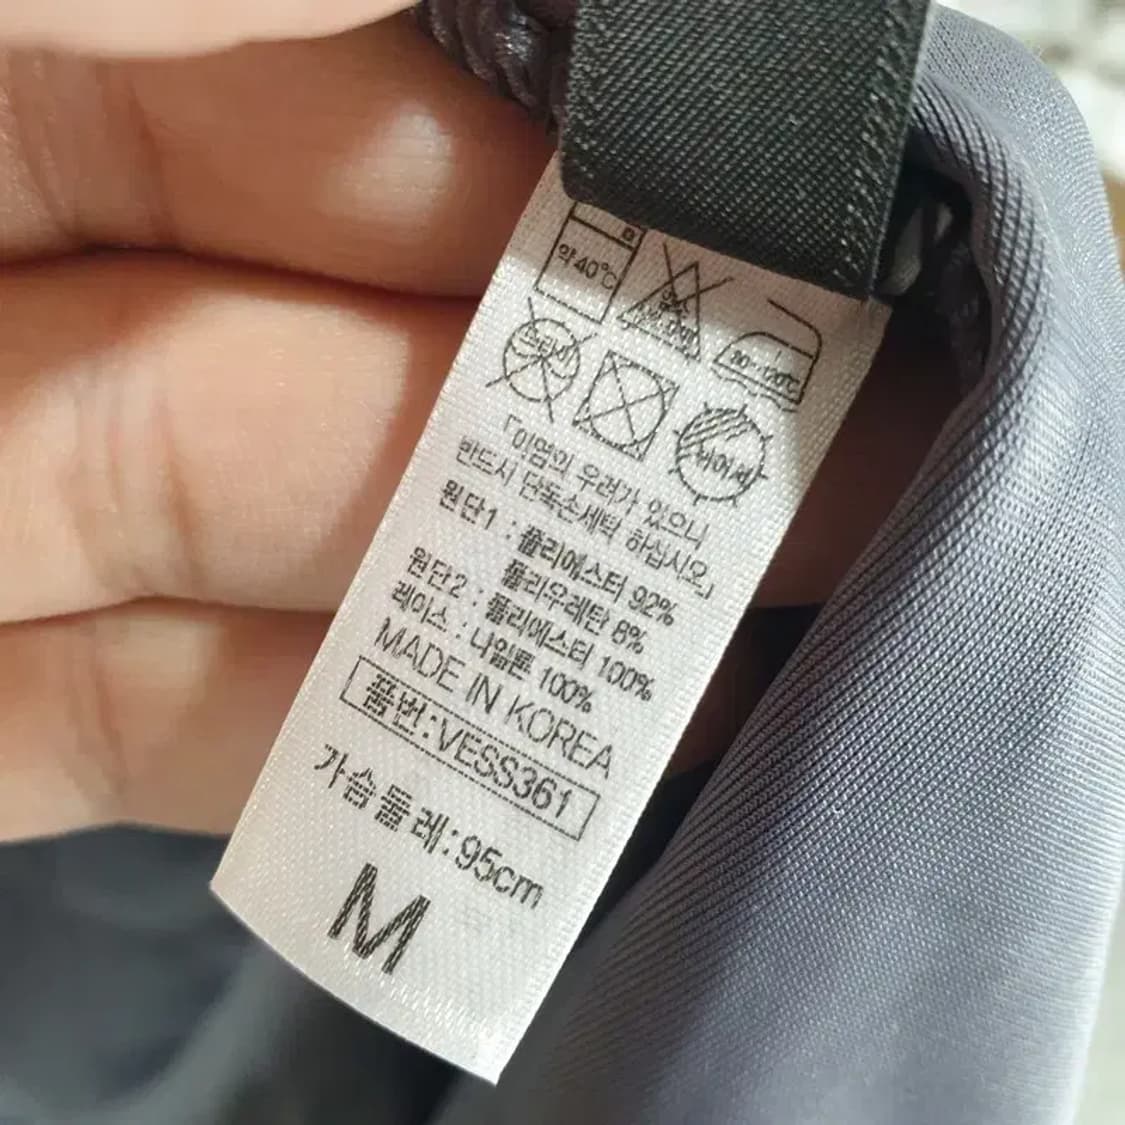 약40℃
「이염의 우려가 있으니
반드시 단독손세탁 하십시오」
원단1 : 폴리에스터 92%
폴리우레탄 8%
원단2 : 폴리에스터 100%
레이스 : 나일론 100%
MADE IN KOREA
품번:VESS361
가슴둘레:95cm
M